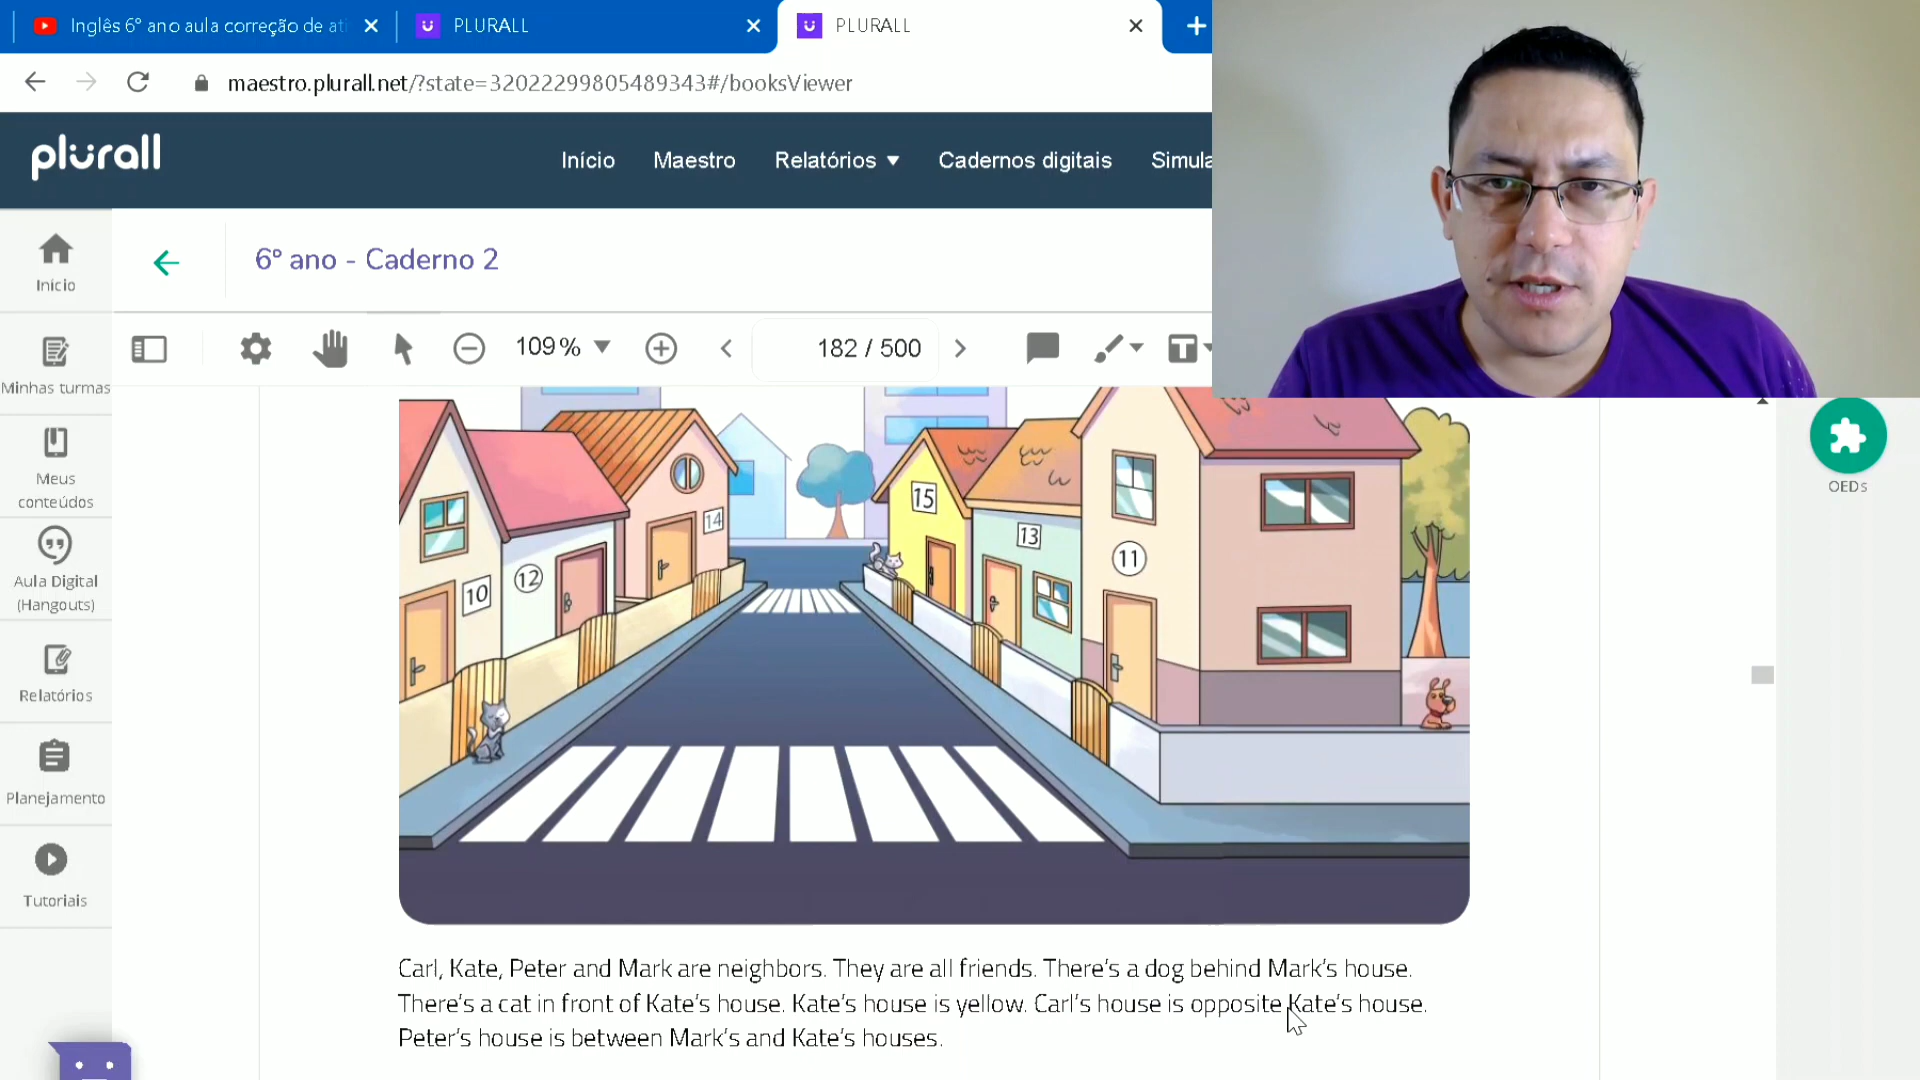 Inglês 6° ano aula correção de ati
PLURALL
PLURALL
maestro.plurall.net/?state=32022299805489343#/booksViewer
plurall
Início
Maestro
Relatórios
Cadernos digitais
Simula
Início
6º ano - Caderno 2
109%
182 / 500
Minhas turmas
Meus
conteúdos
Aula Digital
(Hangouts)
Relatórios
Planejamento
Tutoriais
OEDs
10
12
14
15
13
11
Carl, Kate, Peter and Mark are neighbors. They are all friends. There's a dog behind Mark's house.
There's a cat in front of Kate's house. Kate's house is yellow. Carl's house is opposite Kate's house.
Peter's house is between Mark's and Kate's houses.